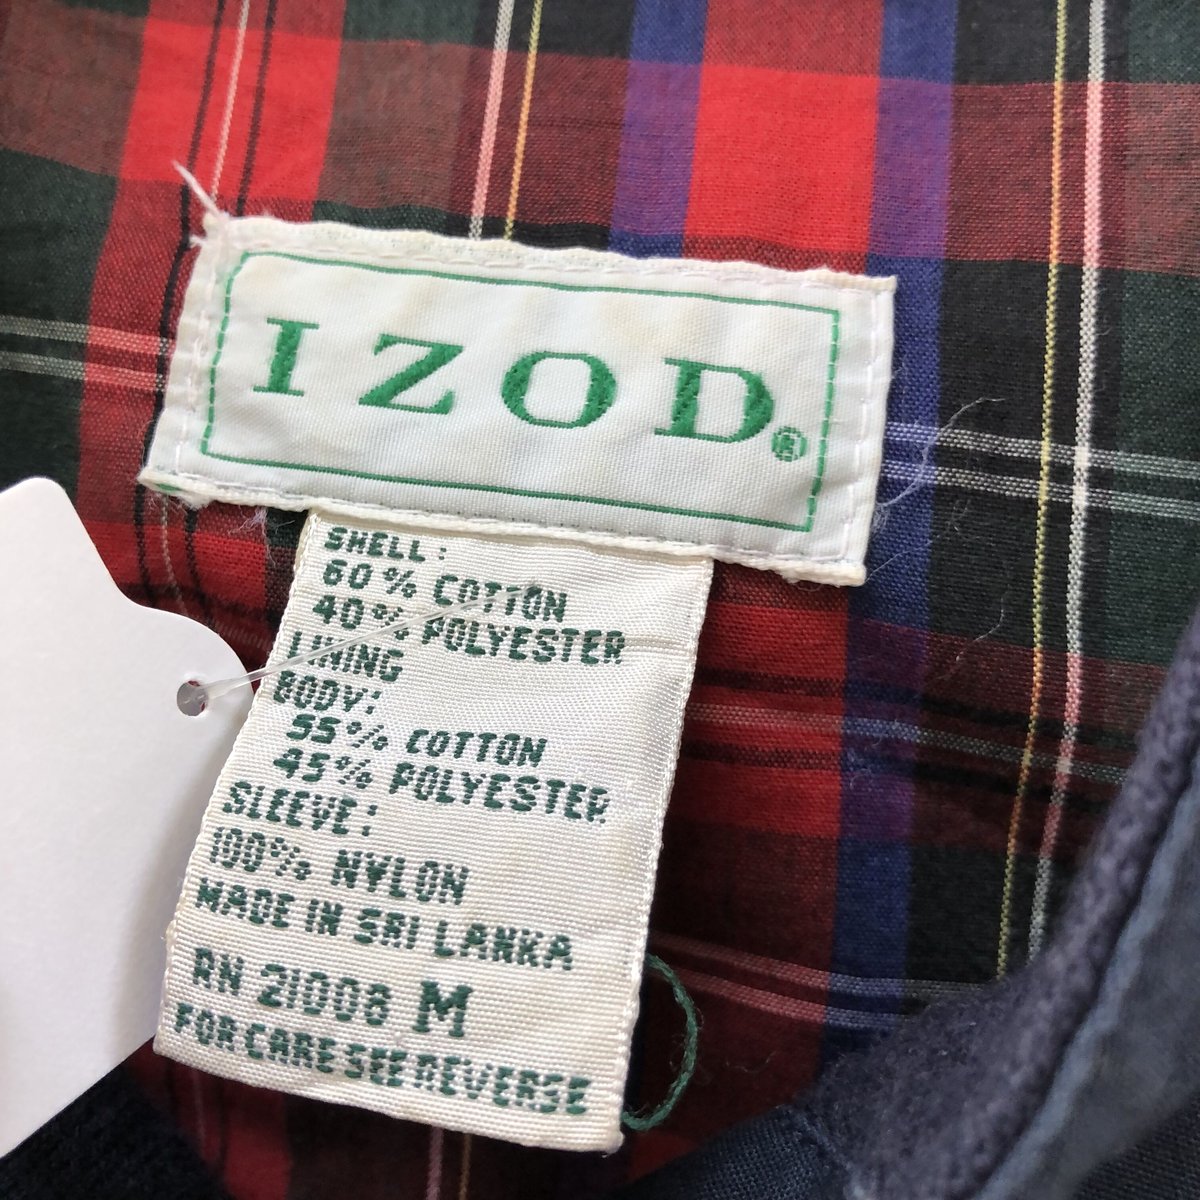 IZOD®
SHELL:
60% COTTON
40% POLYESTER
LINING
BODY:
55% COTTON
45% POLYESTER
SLEEVE:
100% NYLON
MADE IN SRI LANKA
RN 21008 M
FOR CARE SEE REVERSE